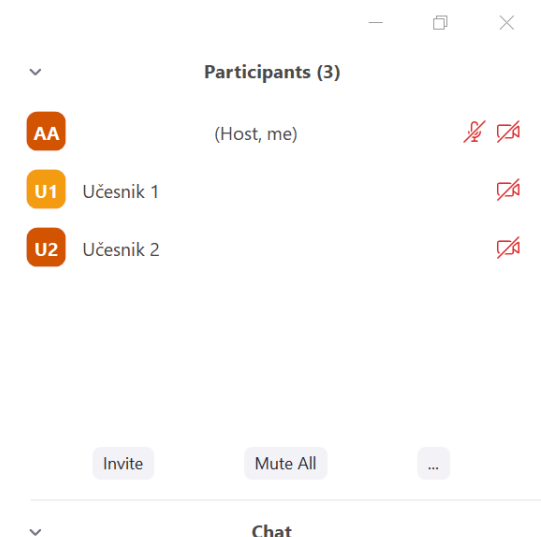 Participants (3)
AA (Host, me)
U1 Učesnik 1
U2 Učesnik 2
Invite Mute All ...
Chat